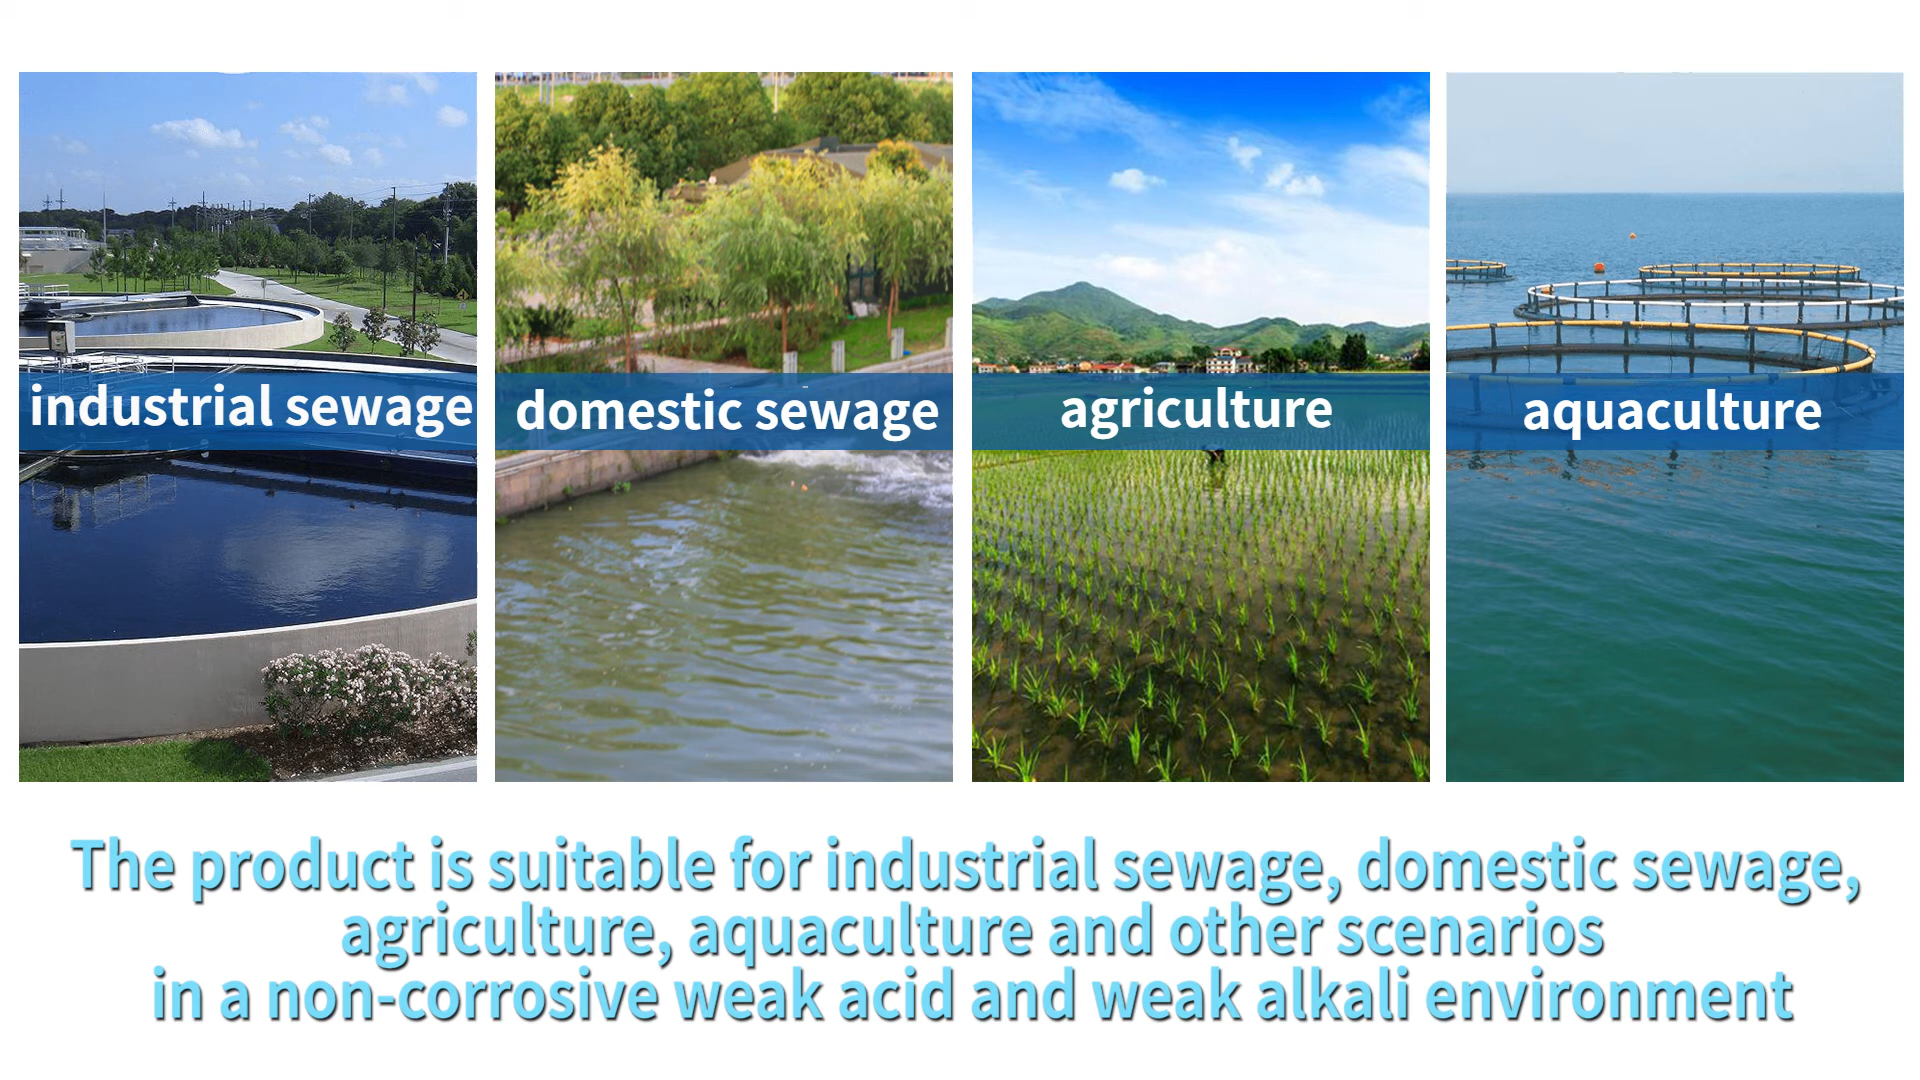 industrial sewage
domestic sewage
agriculture
aquaculture
The product is suitable for industrial sewage, domestic sewage,
agriculture, aquaculture and other scenarios
in a non-corrosive weak acid and weak alkali environment